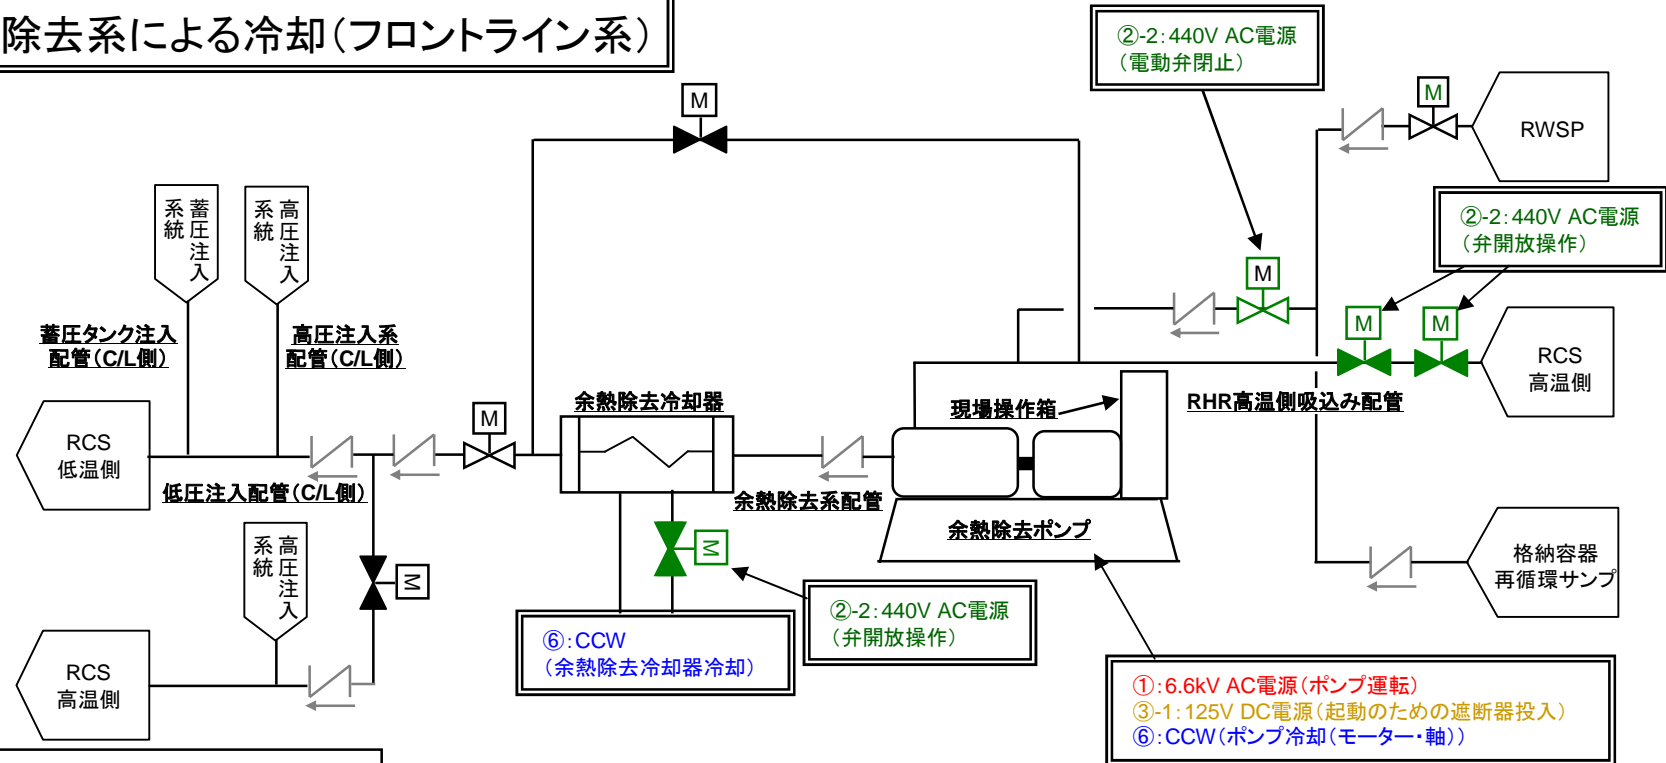 除去系による冷却(フロントライン系)
②-2:440V AC電源
(電動弁閉止)
M
M
RWSP
蓄圧注入
系統
高圧注入
系統
②-2:440V AC電源
(弁開放操作)
M
蓄圧タンク注入
配管(C/L側)
高圧注入系
配管(C/L側)
M
M
RCS
高温側
余熱除去冷却器
現場操作箱
RHR高温側吸込み配管
M
RCS
低温側
低圧注入配管(C/L側)
余熱除去系配管
余熱除去ポンプ
高圧注入
系統
M
M
格納容器
再循環サンプ
②-2:440V AC電源
(弁開放操作)
⑥:CCW
(余熱除去冷却器冷却)
RCS
高温側
①:6.6kV AC電源(ポンプ運転)
③-1:125V DC電源(起動のための遮断器投入)
⑥:CCW(ポンプ冷却(モーター・軸))